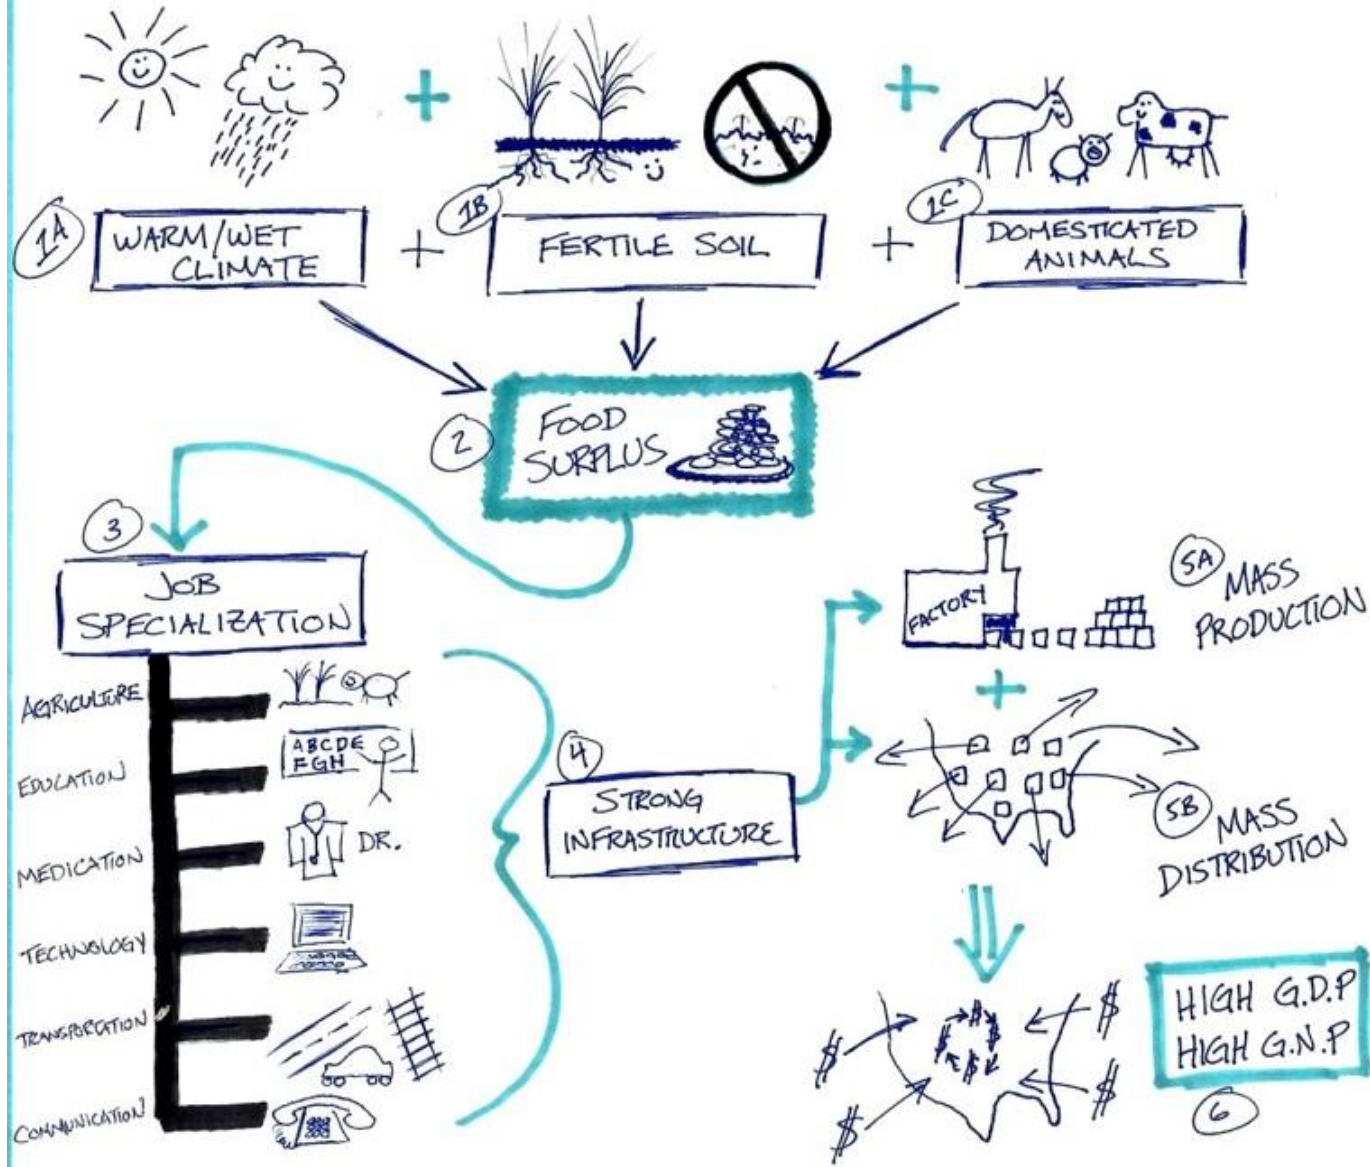 1A
WARM/WET
CLIMATE
+
1B
FERTILE SOIL
+
1C
DOMESTICATED
ANIMALS
2
FOOD
SURPLUS
3
JOB
SPECIALIZATION
AGRICULTURE
EDUCATION
ABCDE
FGH
MEDICATION
DR.
TECHNOLOGY
TRANSPORTATION
COMMUNICATION
4
STRONG
INFRASTRUCTURE
FACTORY
5A
MASS
PRODUCTION
+
5B
MASS
DISTRIBUTION
$
$
$
$
$
$
$
$
HIGH G.D.P
HIGH G.N.P
6